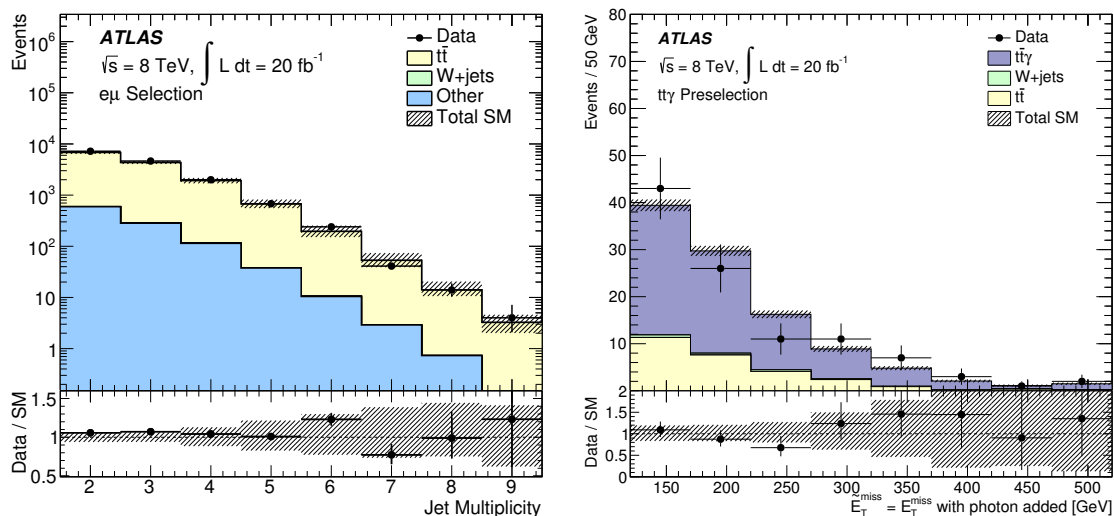 Events
10⁶
10⁵
10⁴
10³
10²
10
1
ATLAS
√s = 8 TeV, ∫ L dt = 20 fb⁻¹
eμ Selection
Data
tt̄
W+jets
Other
Total SM
Data / SM
1.5
1.0
0.5
2 3 4 5 6 7 8 9
Jet Multiplicity
Events / 50 GeV
80
70
60
50
40
30
20
10
ATLAS
√s = 8 TeV, ∫ L dt = 20 fb⁻¹
ttγ Preselection
Data
tt̄γ
W+jets
tt̄
Total SM
Data / SM
2
1.5
1
0.5
0
150 200 250 300 350 400 450 500
Ẽ_T^miss = E_T^miss with photon added [GeV]